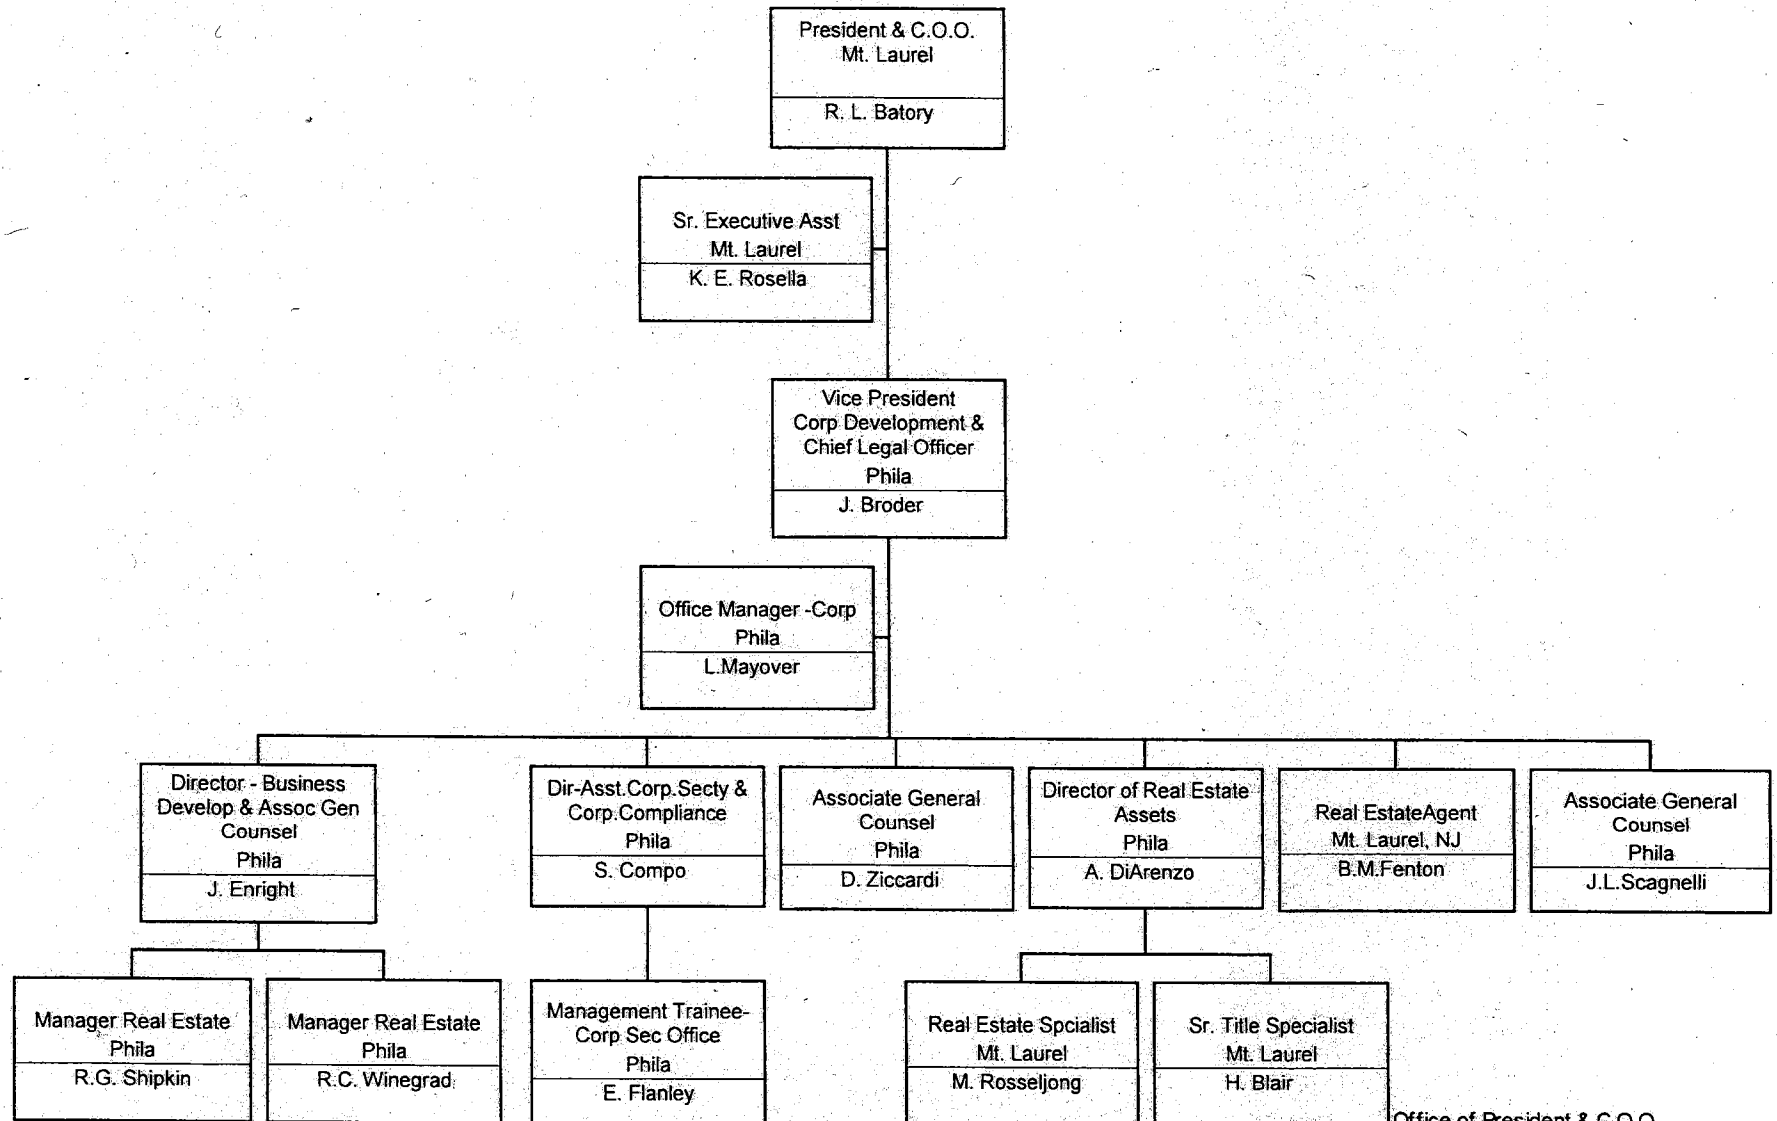 President & C.O.O.
Mt. Laurel
R. L. Batory
Sr. Executive Asst
Mt. Laurel
K. E. Rosella
Vice President
Corp Development &
Chief Legal Officer
Phila
J. Broder
Office Manager -Corp
Phila
L.Mayover
Director - Business
Develop & Assoc Gen
Counsel
Phila
J. Enright
Dir-Asst.Corp.Secty &
Corp.Compliance
Phila
S. Compo
Associate General
Counsel
Phila
D. Ziccardi
Director of Real Estate
Assets
Phila
A. DiArenzo
Real EstateAgent
Mt. Laurel, NJ
B.M.Fenton
Associate General
Counsel
Phila
J.L.Scagnelli
Manager Real Estate
Phila
R.G. Shipkin
Manager Real Estate
Phila
R.C. Winegrad
Management Trainee-
Corp Sec Office
Phila
E. Flanley
Real Estate Spcialist
Mt. Laurel
M. Rosseljong
Sr. Title Specialist
Mt. Laurel
H. Blair
Office of President & C.O.O.